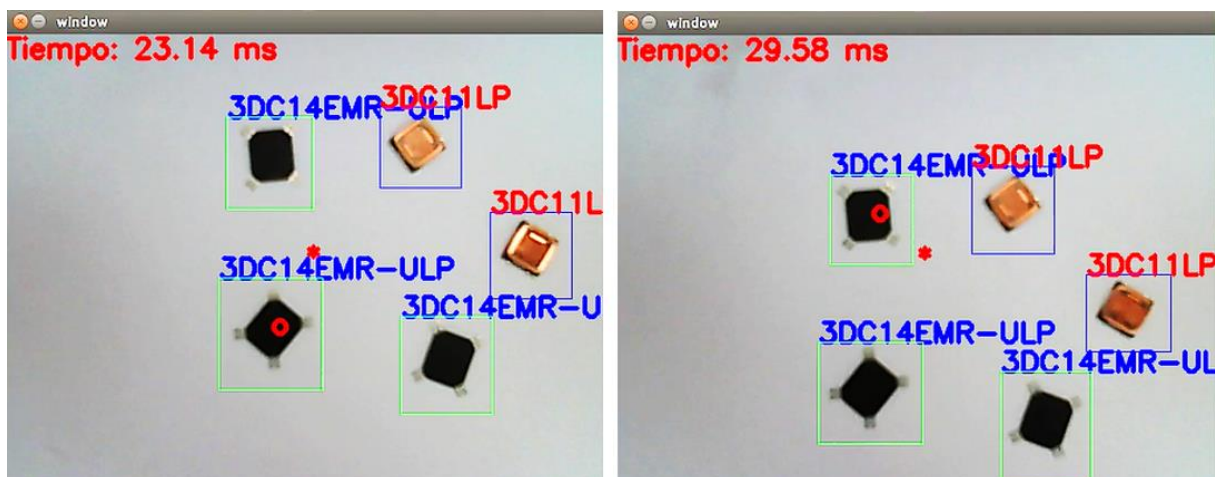 window
Tiempo: 23.14 ms
3DC14EMR-ULP
3DC11LP
3DC11L
3DC14EMR-ULP
3DC14EMR-U
window
Tiempo: 29.58 ms
3DC14EMR-ULP
3DC11LP
3DC11LP
3DC14EMR-ULP
3DC14EMR-UL